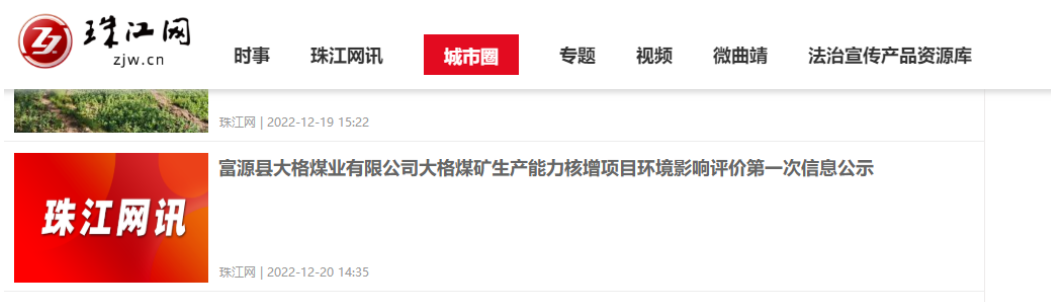 珠江网
zjw.cn
时事 珠江网讯 城市圈 专题 视频 微曲靖 法治宣传产品资源库
珠江网 | 2022-12-19 15:22
富源县大格煤业有限公司大格煤矿生产能力核增项目环境影响评价第一次信息公示
珠江网讯
珠江网 | 2022-12-20 14:35